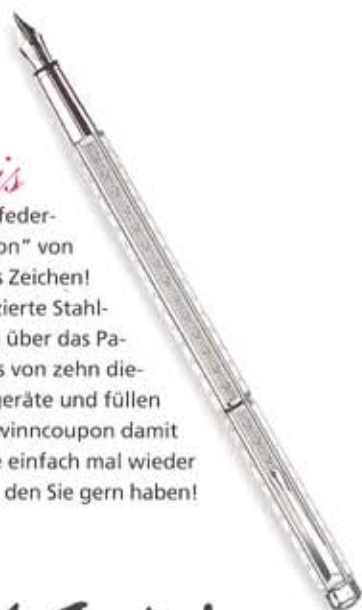 is
feder-
on” von
s Zeichen!
zierte Stahl-
über das Pa-
s von zehn die-
geräte und füllen
winncoupon damit
e einfach mal wieder
den Sie gern haben!